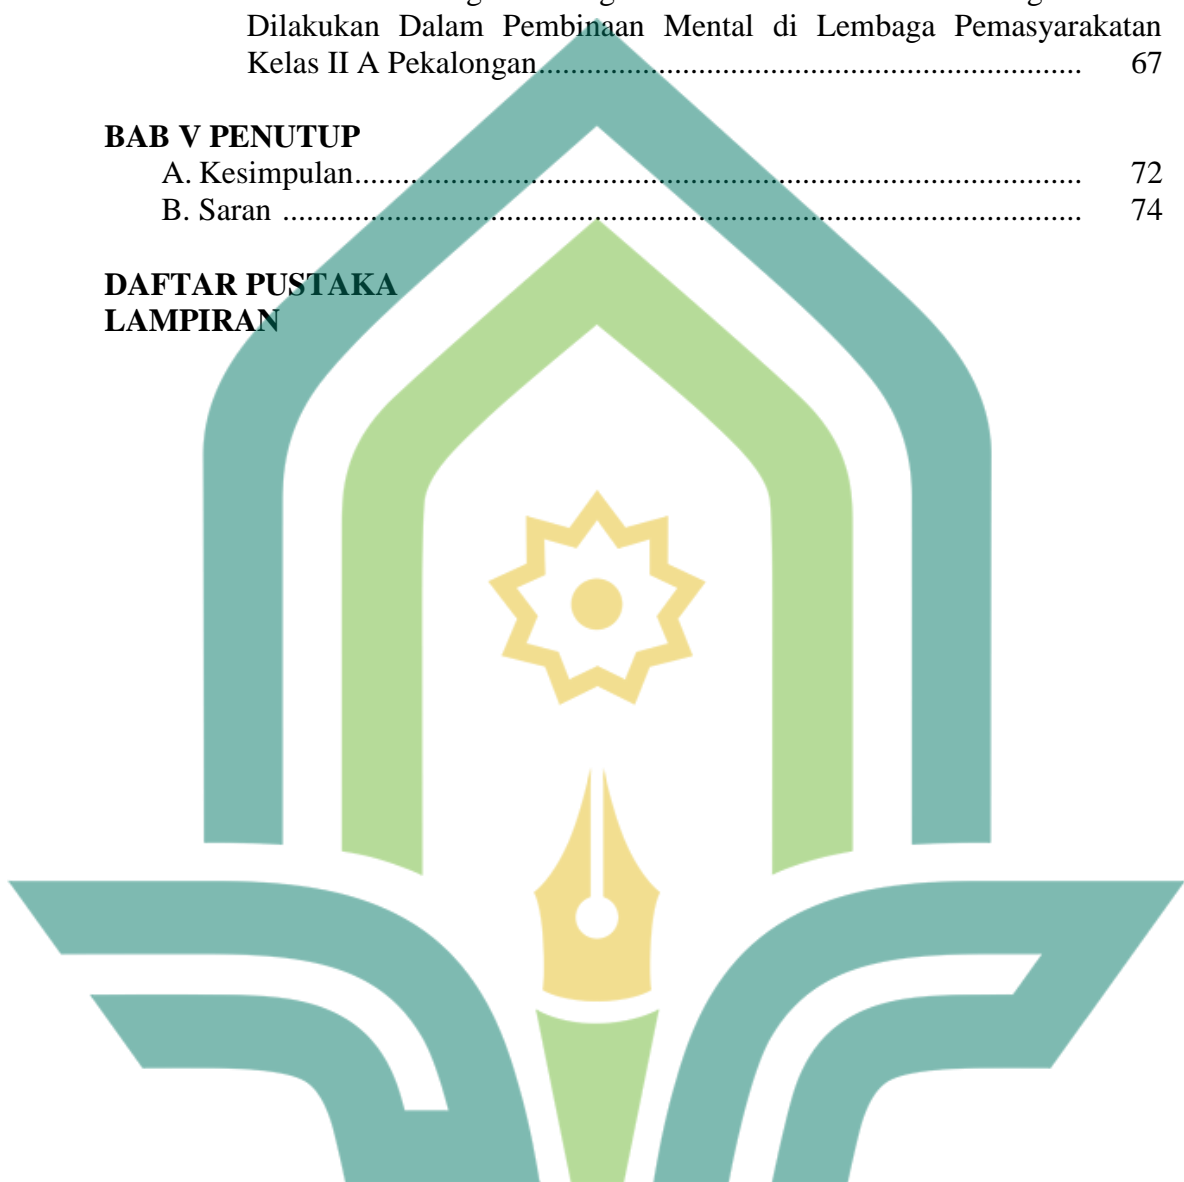 Dilakukan Dalam Pembinaan Mental di Lembaga Pemasyarakatan
Kelas II A Pekalongan.................................................................... 67
BAB V PENUTUP
A. Kesimpulan........................................................................................... 72
B. Saran .................................................................................................... 74
DAFTAR PUSTAKA
LAMPIRAN